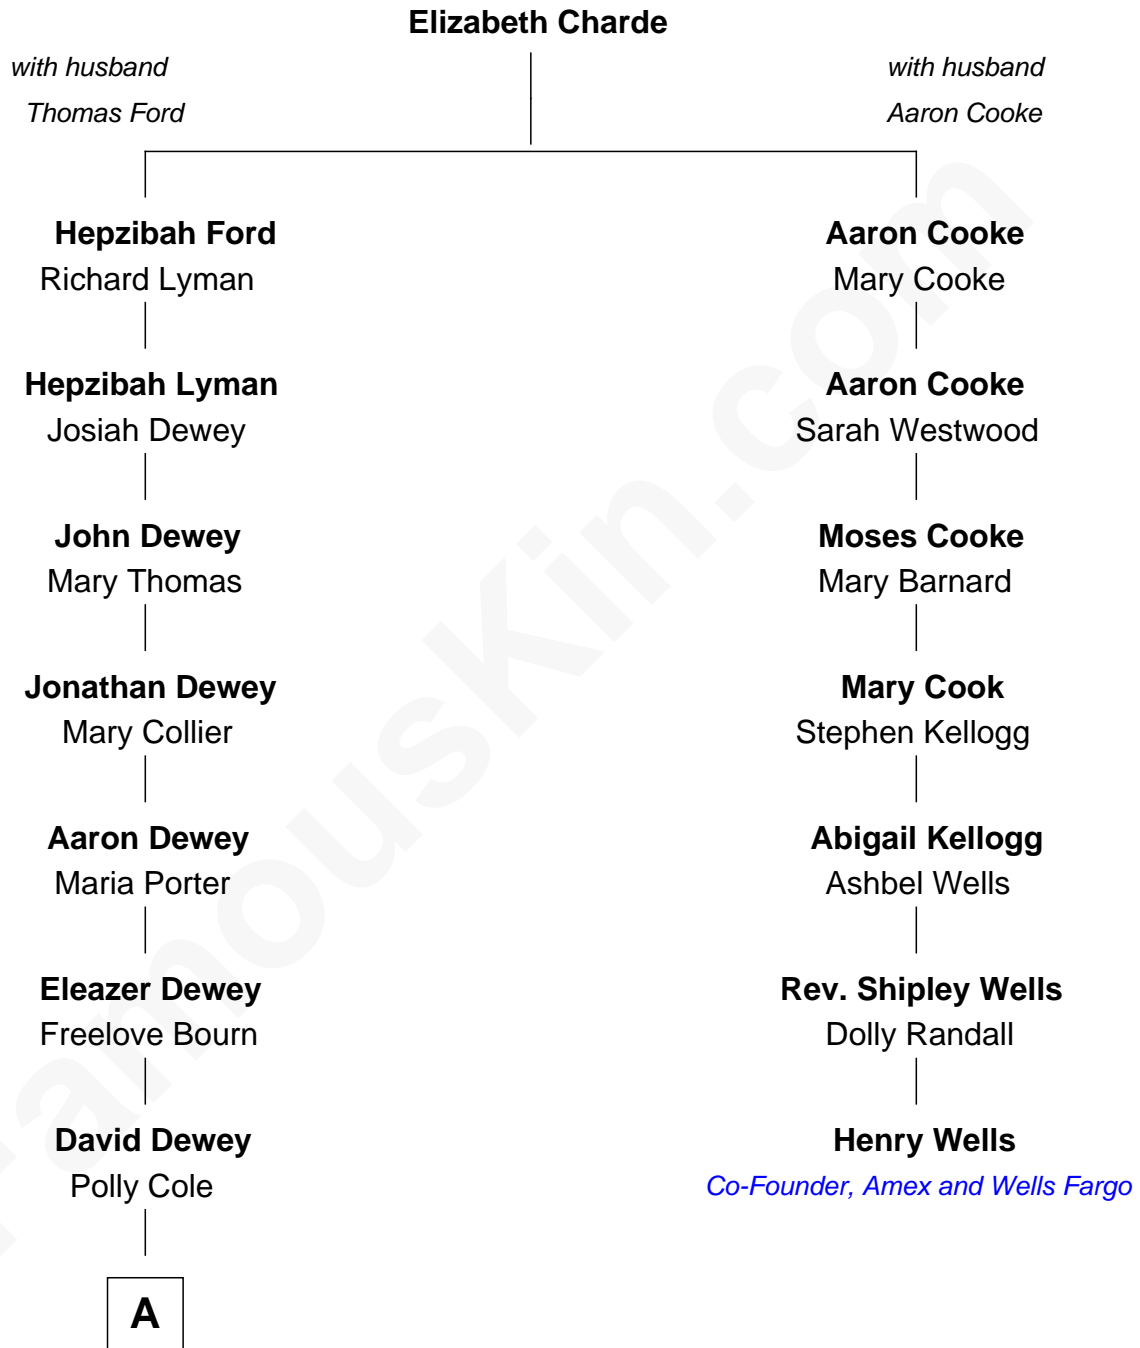 Elizabeth Charde
with husband
Thomas Ford
with husband
Aaron Cooke
Hepzibah Ford
Richard Lyman
Aaron Cooke
Mary Cooke
Hepzibah Lyman
Josiah Dewey
Aaron Cooke
Sarah Westwood
John Dewey
Mary Thomas
Moses Cooke
Mary Barnard
Jonathan Dewey
Mary Collier
Mary Cook
Stephen Kellogg
Aaron Dewey
Maria Porter
Abigail Kellogg
Ashbel Wells
Eleazer Dewey
Freelove Bourn
Rev. Shipley Wells
Dolly Randall
David Dewey
Polly Cole
Henry Wells
Co-Founder, Amex and Wells Fargo
A
FamousKin.com